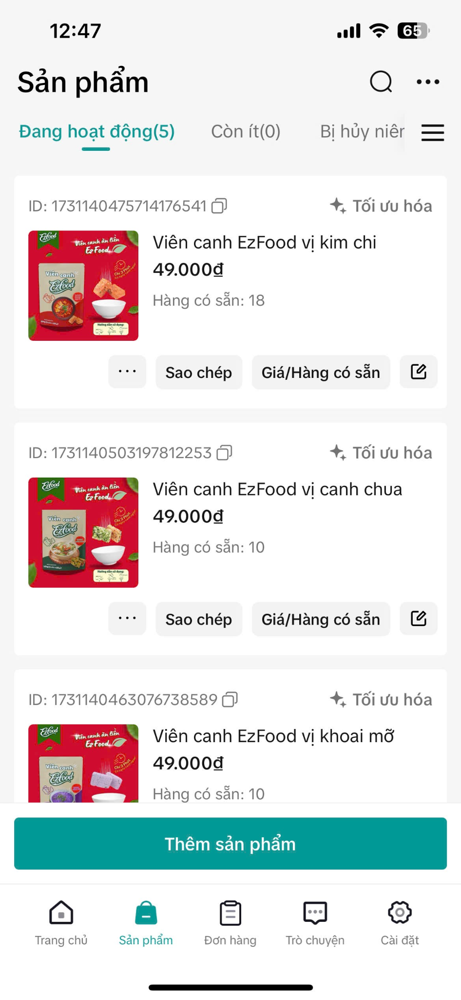 12:47
65
Sản phẩm
Đang hoạt động(5)
Còn ít(0)
Bị hủy niên
ID: 1731140475714176541
Tối ưu hóa
EzFood
Viên canh ăn liền
EzFood
Chỉ 3 Phút
Viên canh
EzFood
Hướng dẫn sử dụng:
Viên canh EzFood vị kim chi
49.000đ
Hàng có sẵn: 18
...
Sao chép
Giá/Hàng có sẵn
ID: 1731140503197812253
Tối ưu hóa
EzFood
Viên canh ăn liền
EzFood
Chỉ 3 Phút
Viên canh
EzFood
Hướng dẫn sử dụng:
Viên canh EzFood vị canh chua
49.000đ
Hàng có sẵn: 10
...
Sao chép
Giá/Hàng có sẵn
ID: 1731140463076738589
Tối ưu hóa
EzFood
Viên canh ăn liền
EzFood
Chỉ 3 Phút
Viên canh
EzFood
Viên canh EzFood vị khoai mỡ
49.000đ
Hàng có sẵn: 10
Thêm sản phẩm
Trang chủ
Sản phẩm
Đơn hàng
Trò chuyện
Cài đặt